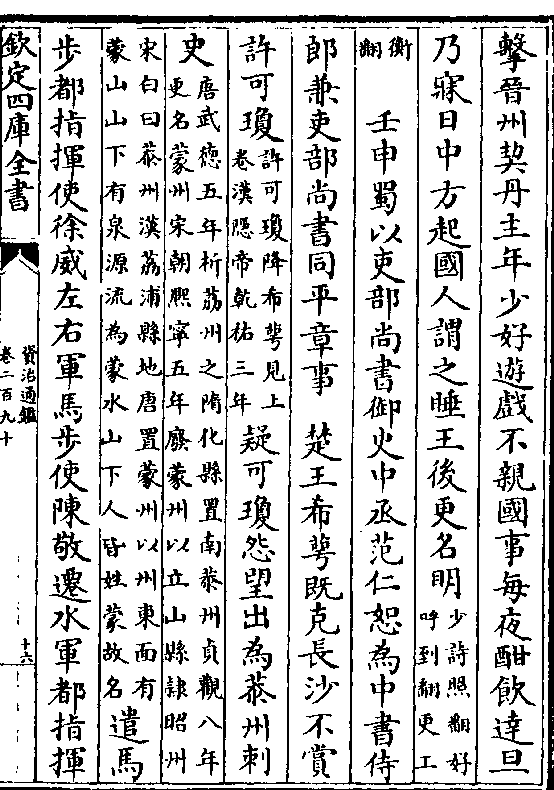 擊晉州契丹主年少好遊戲不親國事每夜酣飲達旦
乃寐日中方起國人謂之睡王後更名明少詩照翻好
呼到翻更工
衡翻
壬申蜀以吏部尚書御史中丞范仁恕為中書侍
郎兼吏部尚書同平章事 楚王希萼既克長沙不賞
許可瓊許可瓊降希萼見上
卷漢隱帝乾祐三年疑可瓊怨望出為蒙州刺
史唐武德五年析荔州之隋化縣置南恭州貞觀八年
更名蒙州宋朝熙寧五年廢蒙州以立山縣隷昭州
宋白曰蒙州漢荔浦縣地唐置蒙州以州東面有
蒙山山下有泉源流為蒙水山下人皆姓蒙故名遣馬
步都指揮使徐威左右軍馬步使陳敬遷水軍都指揮
欽定四庫全書
資治通鑑
卷二百九十
十六